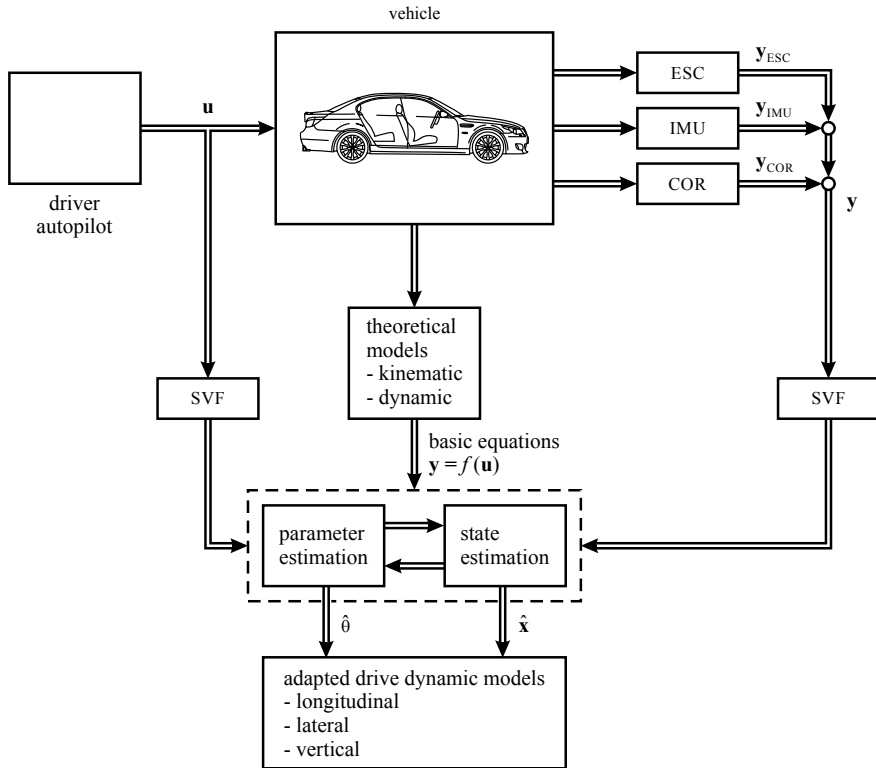 vehicle
driver
autopilot
u
ESC
y_ESC
IMU
y_IMU
COR
y_COR
y
theoretical
models
- kinematic
- dynamic
SVF
SVF
basic equations
y = f(u)
parameter
estimation
state
estimation
θ̂
x̂
adapted drive dynamic models
- longitudinal
- lateral
- vertical